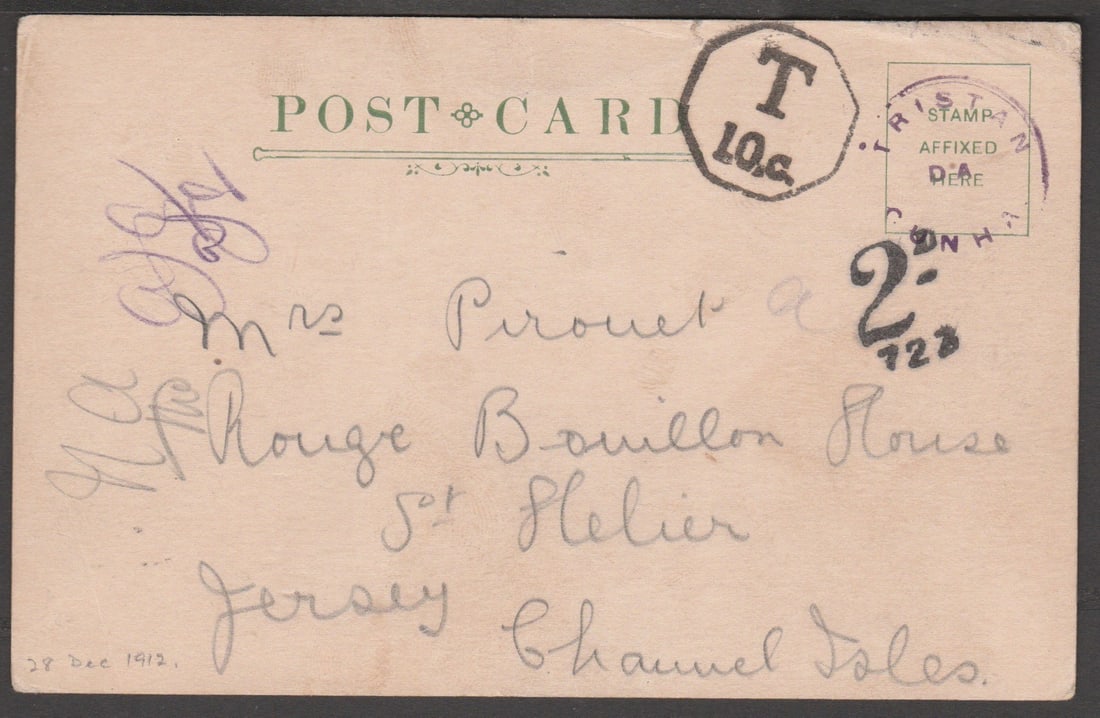 POST CARD
T
10.c.
TRISTAN
DA
CUNHA
STAMP
AFFIXED
HERE
2D.
723
Mrs Pirouet a
Rouge Bouillon House
St Helier
Jersey
Channel Isles.
28 Dec 1912.